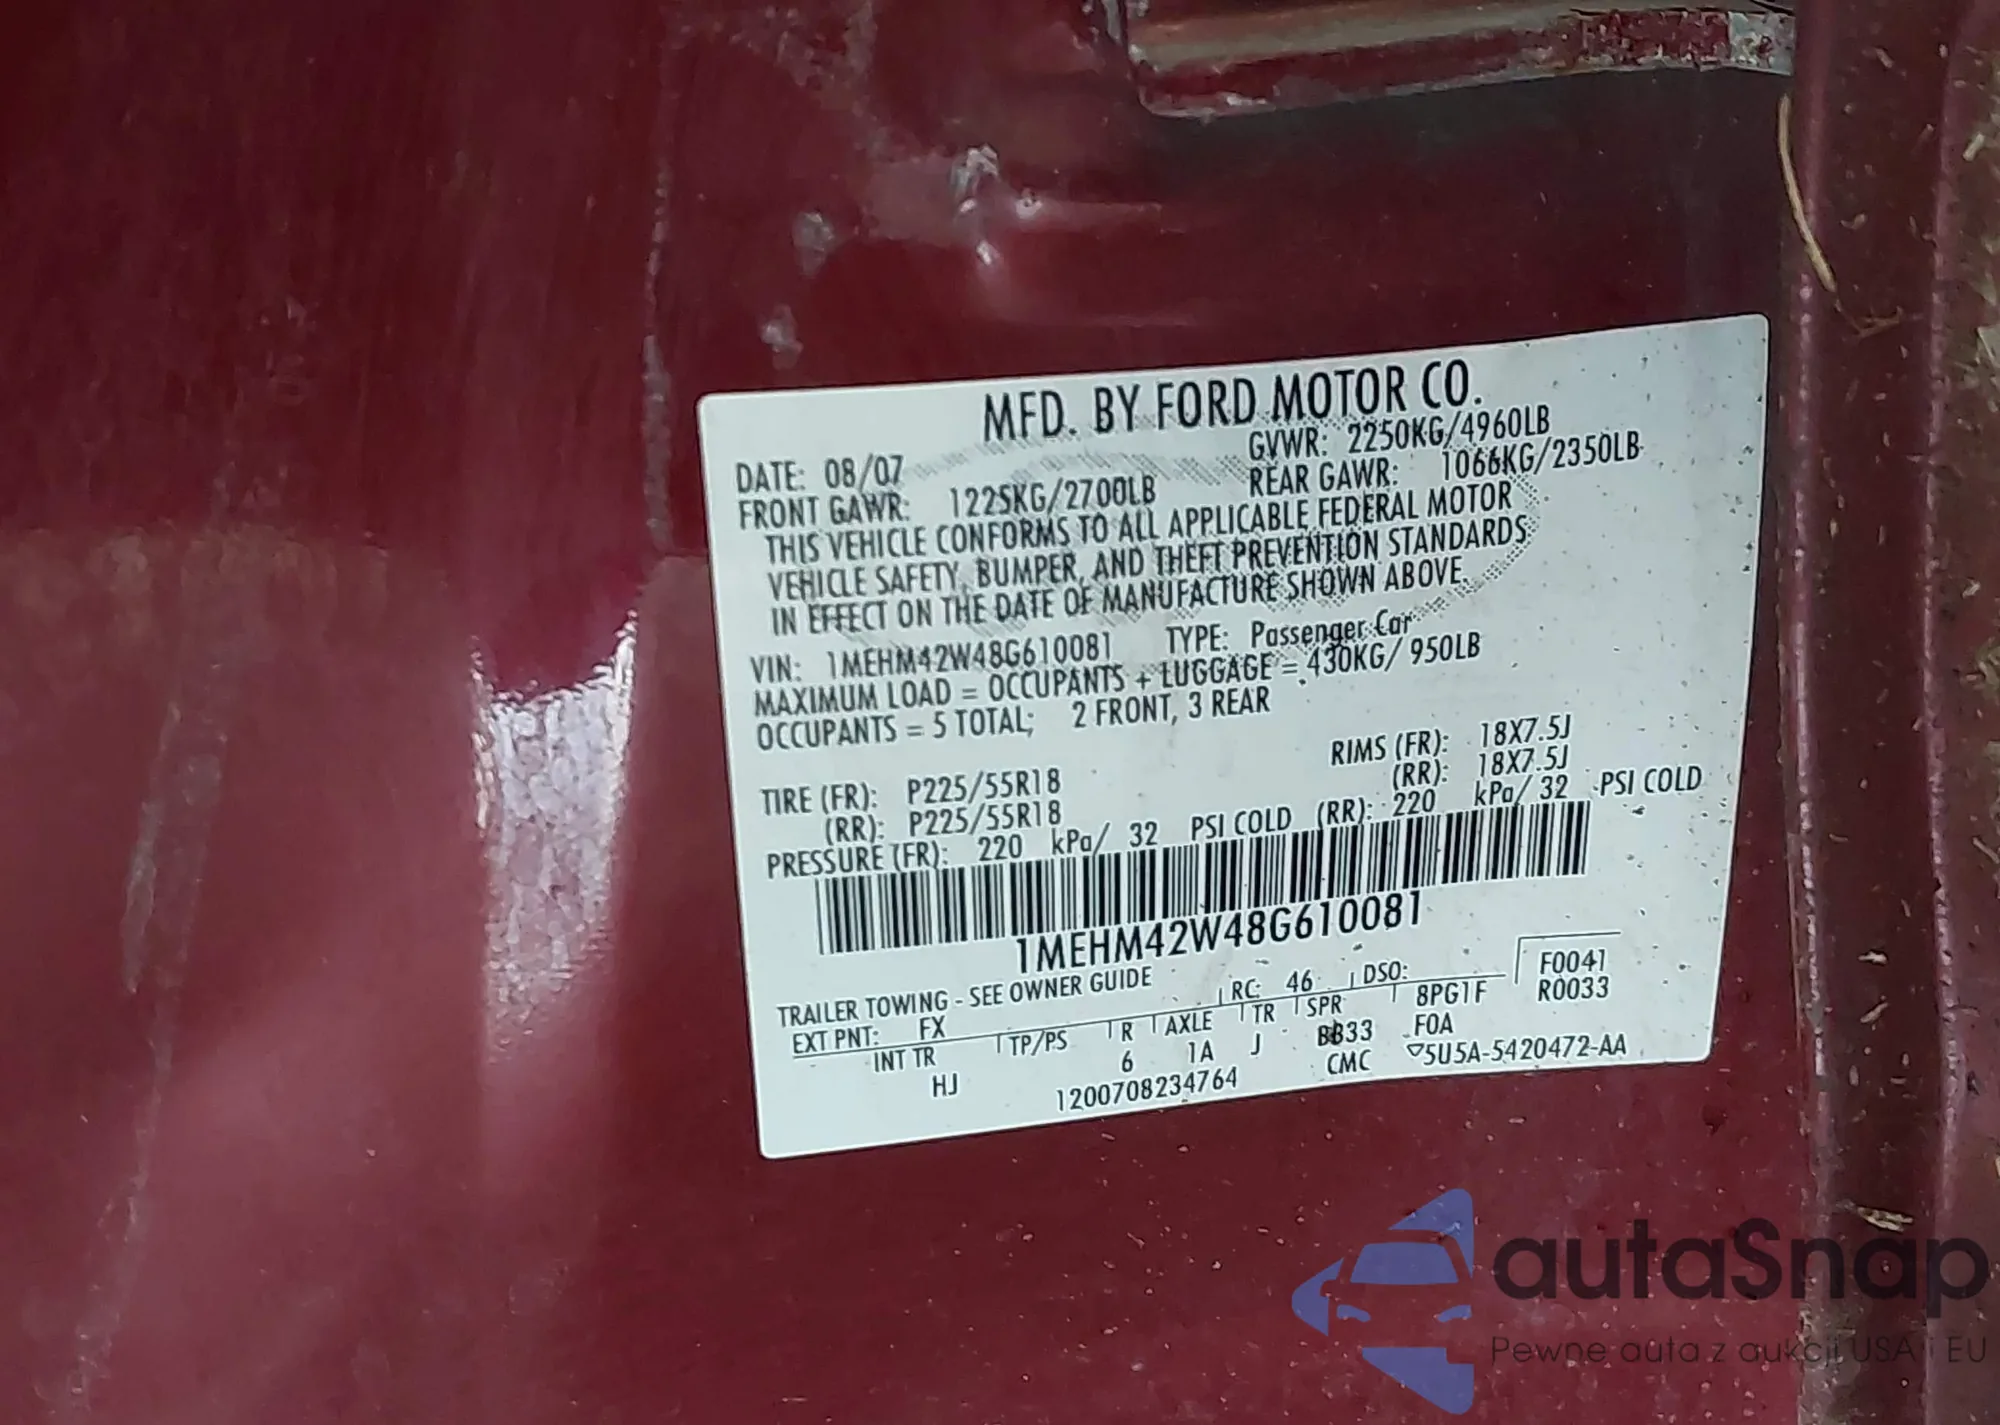 MFD. BY FORD MOTOR CO.
DATE: 08/07 GVWR: 2250KG/4960LB
FRONT GAWR: 1225KG/2700LB REAR GAWR: 1066KG/2350LB
THIS VEHICLE CONFORMS TO ALL APPLICABLE FEDERAL MOTOR
VEHICLE SAFETY, BUMPER, AND THEFT PREVENTION STANDARDS
IN EFFECT ON THE DATE OF MANUFACTURE SHOWN ABOVE.
VIN: 1MEHM42W48G610081 TYPE: Passenger Car
MAXIMUM LOAD = OCCUPANTS + LUGGAGE = 430KG/ 950LB
OCCUPANTS = 5 TOTAL; 2 FRONT, 3 REAR
TIRE (FR): P225/55R18 RIMS (FR): 18X7.5J
(RR): P225/55R18 (RR): 18X7.5J
PRESSURE (FR): 220 kPa/ 32 PSI COLD (RR): 220 kPa/ 32 PSI COLD
1MEHM42W48G610081
TRAILER TOWING - SEE OWNER GUIDE RC: 46 DSO: F0041
EXT PNT: FX 8PG1F R0033
INT TR TP/PS R AXLE TR SPR F0A
HJ 6 1A J BB33
1200708234764 CMC ▽5U5A-5420472-AA
autaSnap
Pewne auta z aukcji USA i EU